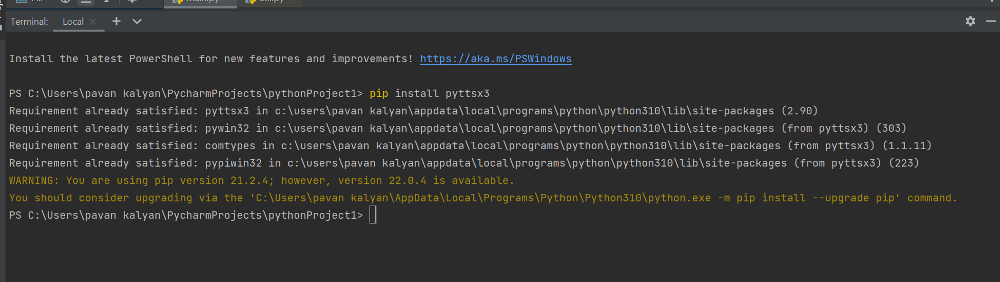 Terminal:
Local
Install the latest PowerShell for new features and improvements! https://aka.ms/PSWindows
PS C:\Users\pavan kalyan\PycharmProjects\pythonProject1> pip install pyttsx3
Requirement already satisfied: pyttsx3 in c:\users\pavan kalyan\appdata\local\programs\python\python310\lib\site-packages (2.90)
Requirement already satisfied: pywin32 in c:\users\pavan kalyan\appdata\local\programs\python\python310\lib\site-packages (from pyttsx3) (303)
Requirement already satisfied: comtypes in c:\users\pavan kalyan\appdata\local\programs\python\python310\lib\site-packages (from pyttsx3) (1.1.11)
Requirement already satisfied: pypiwin32 in c:\users\pavan kalyan\appdata\local\programs\python\python310\lib\site-packages (from pyttsx3) (223)
WARNING: You are using pip version 21.2.4; however, version 22.0.4 is available.
You should consider upgrading via the 'C:\Users\pavan kalyan\AppData\Local\Programs\Python\Python310\python.exe -m pip install --upgrade pip' command.
PS C:\Users\pavan kalyan\PycharmProjects\pythonProject1>